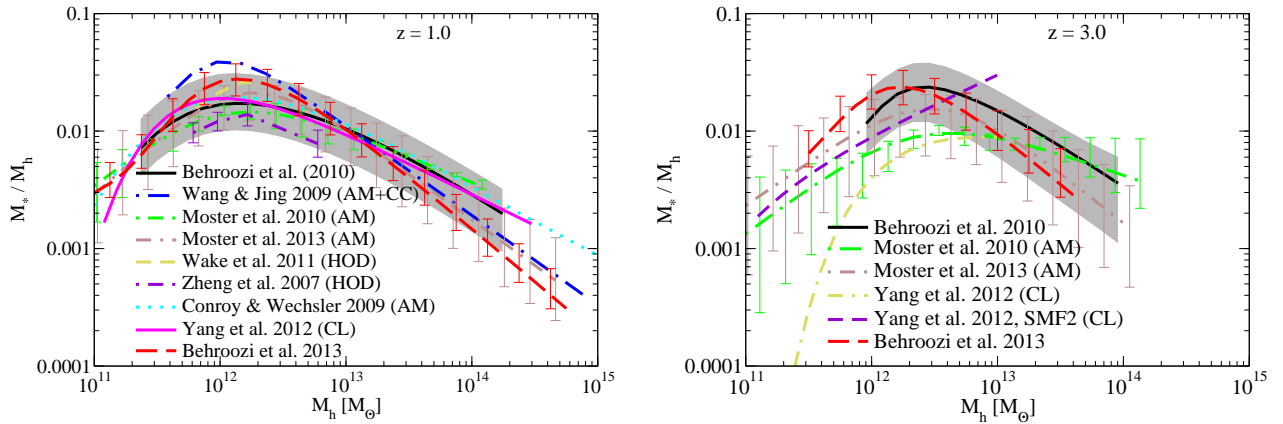 0.1
0.01
0.001
0.0001
M* / Mh
z = 1.0
Behroozi et al. (2010)
Wang & Jing 2009 (AM+CC)
Moster et al. 2010 (AM)
Moster et al. 2013 (AM)
Wake et al. 2011 (HOD)
Zheng et al. 2007 (HOD)
Conroy & Wechsler 2009 (AM)
Yang et al. 2012 (CL)
Behroozi et al. 2013
10^11 10^12 10^13 10^14 10^15
Mh [M⊙]
0.1
0.01
0.001
0.0001
M* / Mh
z = 3.0
Behroozi et al. 2010
Moster et al. 2010 (AM)
Moster et al. 2013 (AM)
Yang et al. 2012 (CL)
Yang et al. 2012, SMF2 (CL)
Behroozi et al. 2013
10^11 10^12 10^13 10^14 10^15
Mh [M⊙]